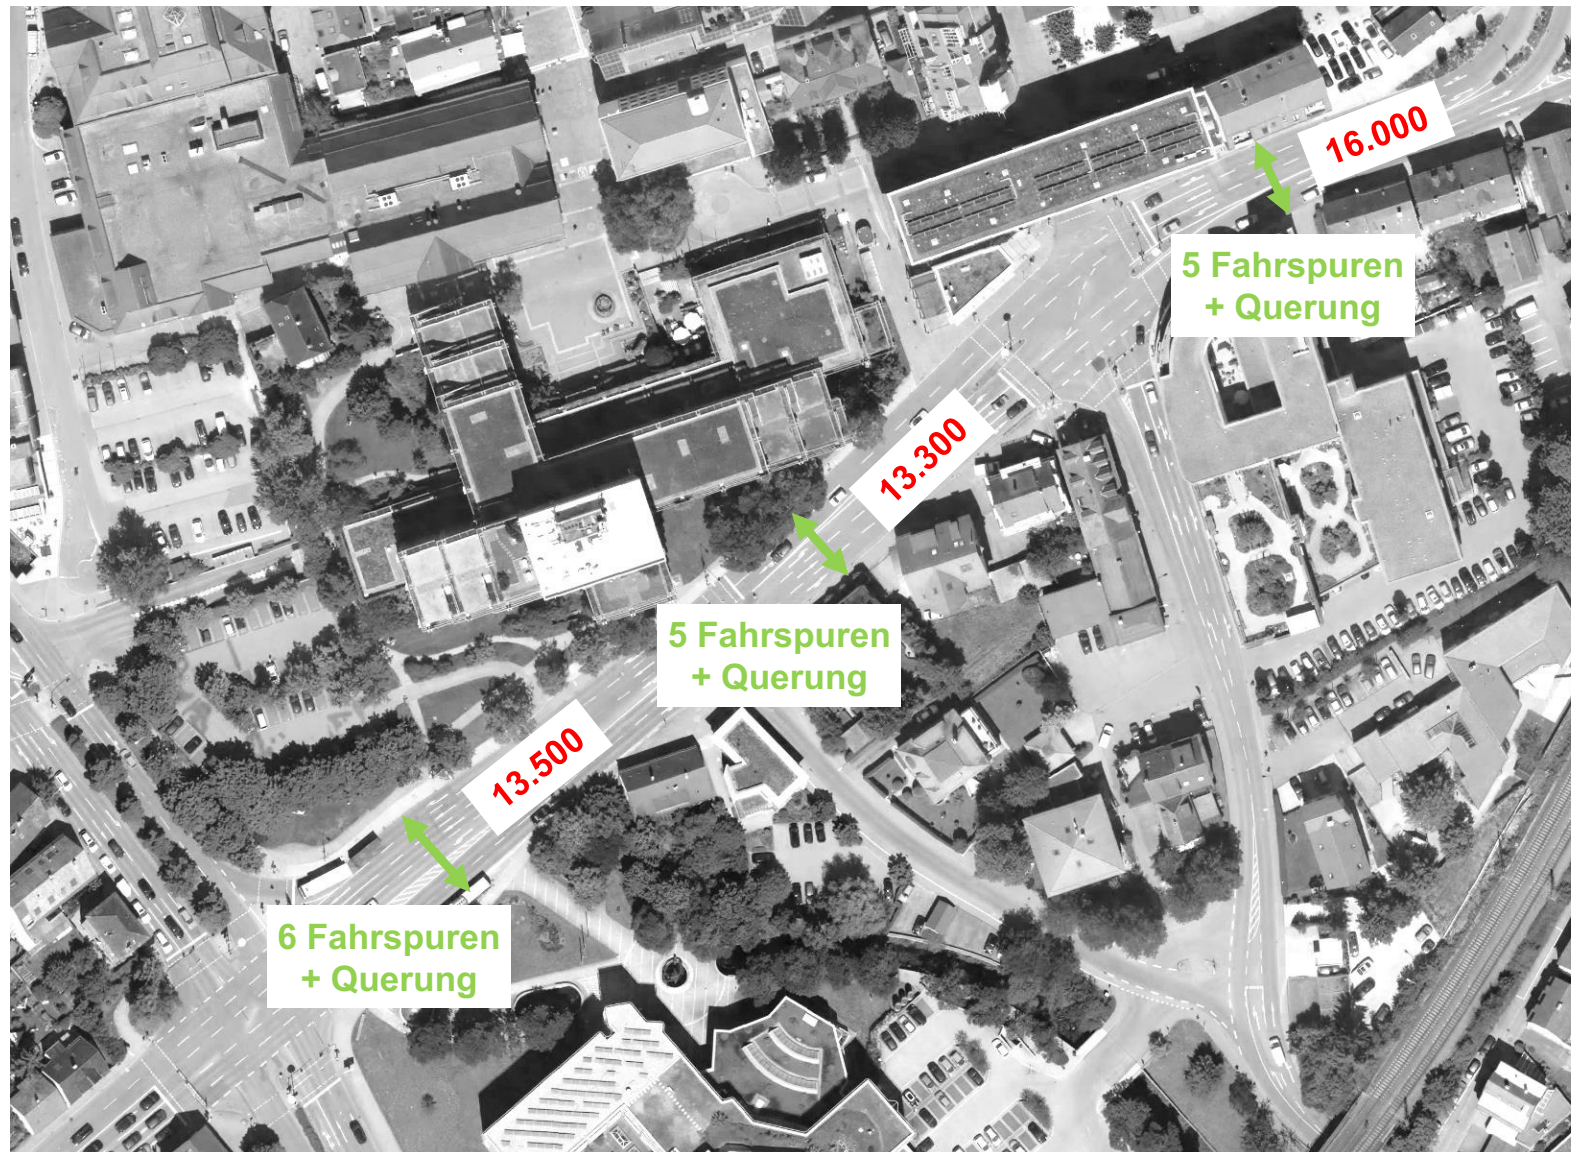 16.000
5 Fahrspuren
+ Querung
13.300
5 Fahrspuren
+ Querung
13.500
6 Fahrspuren
+ Querung